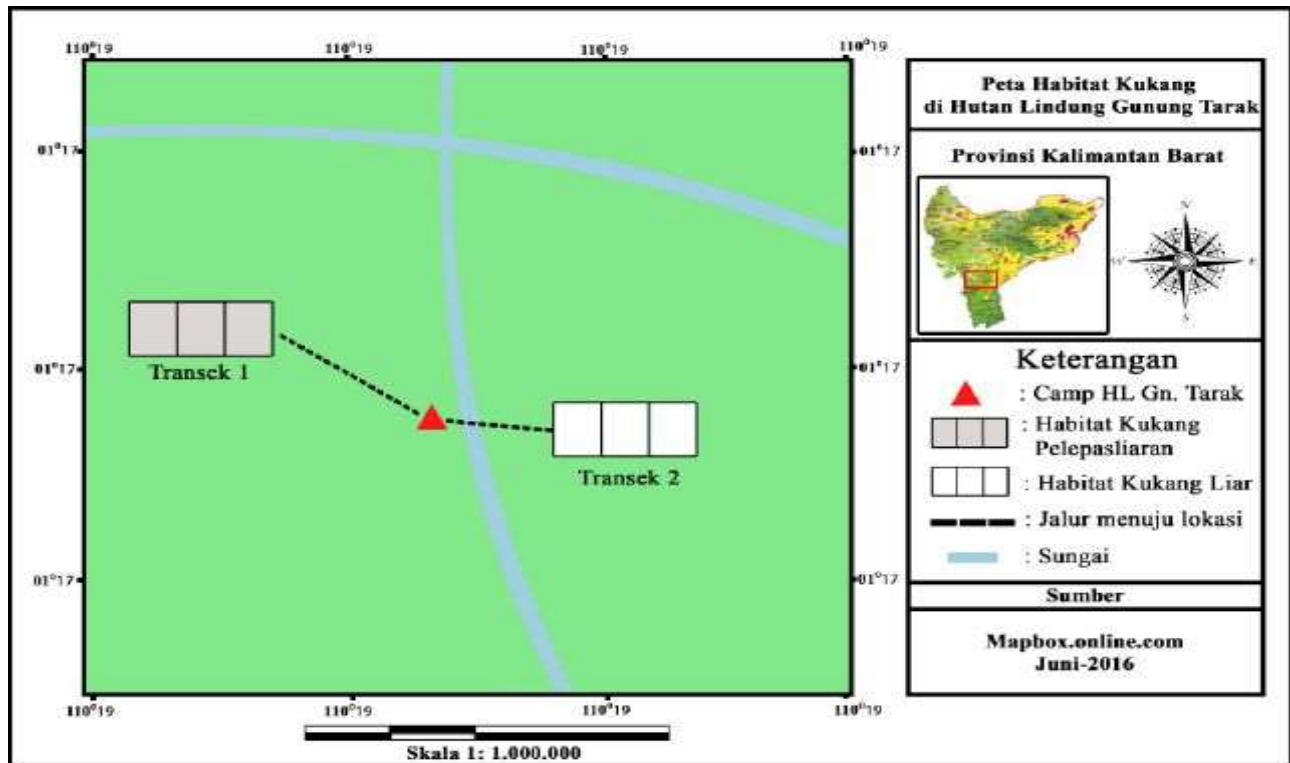 110°19 110°19 110°19 110°19
01°17 01°17
01°17 01°17
01°17 01°17
Transek 1
Transek 2
110°19 110°19 110°19 110°19
Skala 1: 1.000.000
Peta Habitat Kukang
di Hutan Lindung Gunung Tarak
Provinsi Kalimantan Barat
N
W E
S
Keterangan
: Camp HL Gn. Tarak
: Habitat Kukang
Pelepasliaran
: Habitat Kukang Liar
: Jalur menuju lokasi
: Sungai
Sumber
Mapbox.online.com
Juni-2016